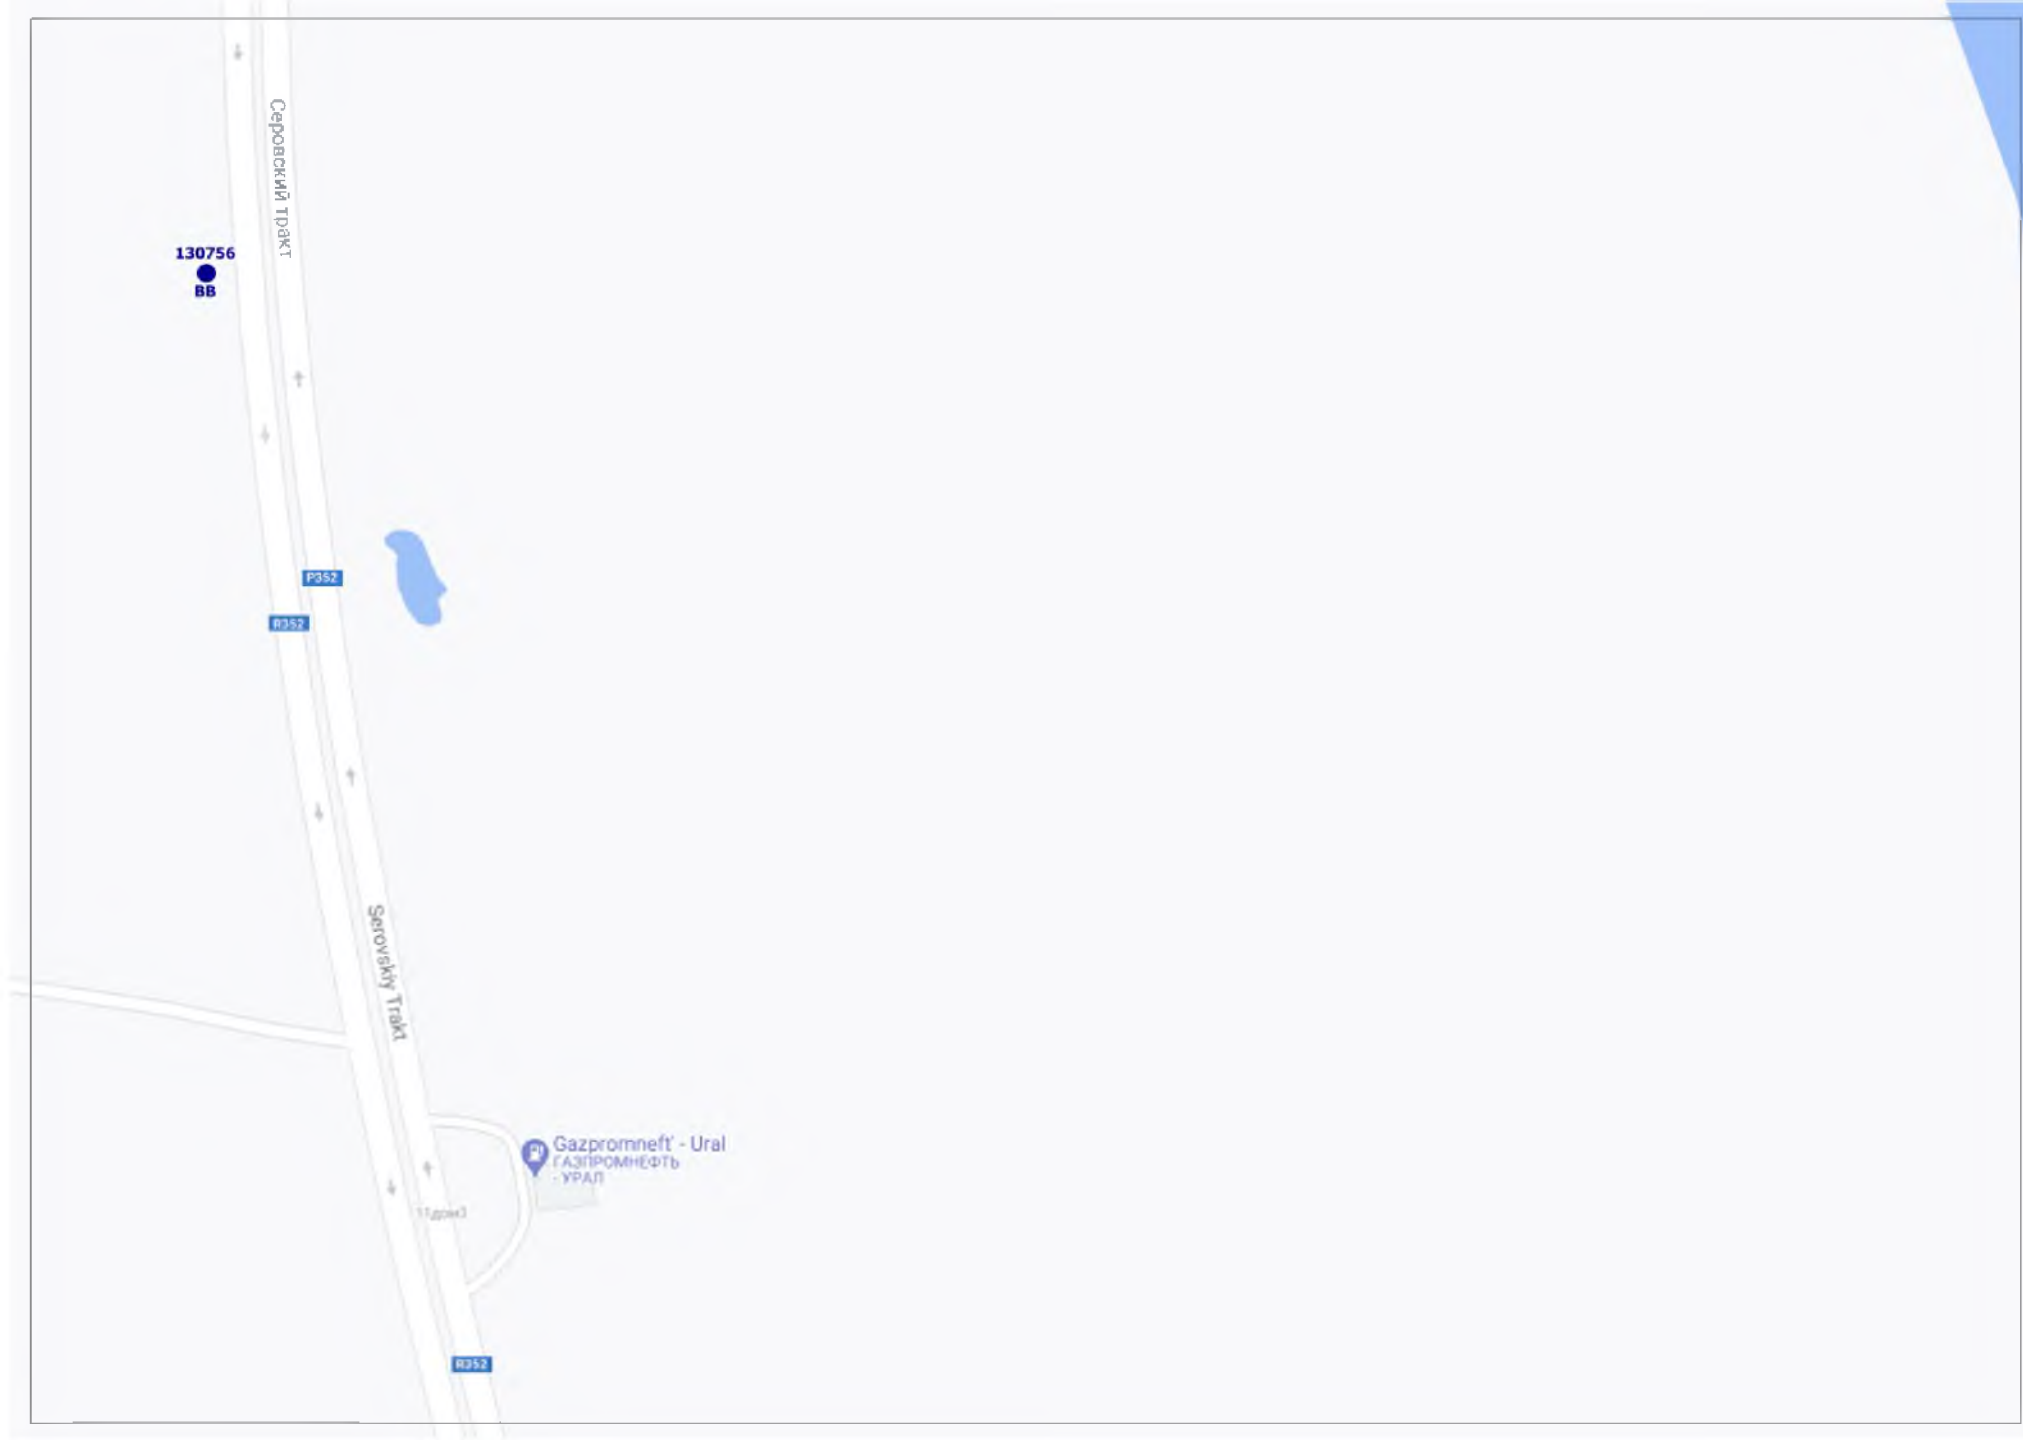 Серовский тракт
130756
BB
P352
R352
Serovskiy Trakt
Gazpromneft' - Ural
ГАЗПРОМНЕФТЬ
- УРАЛ
R352